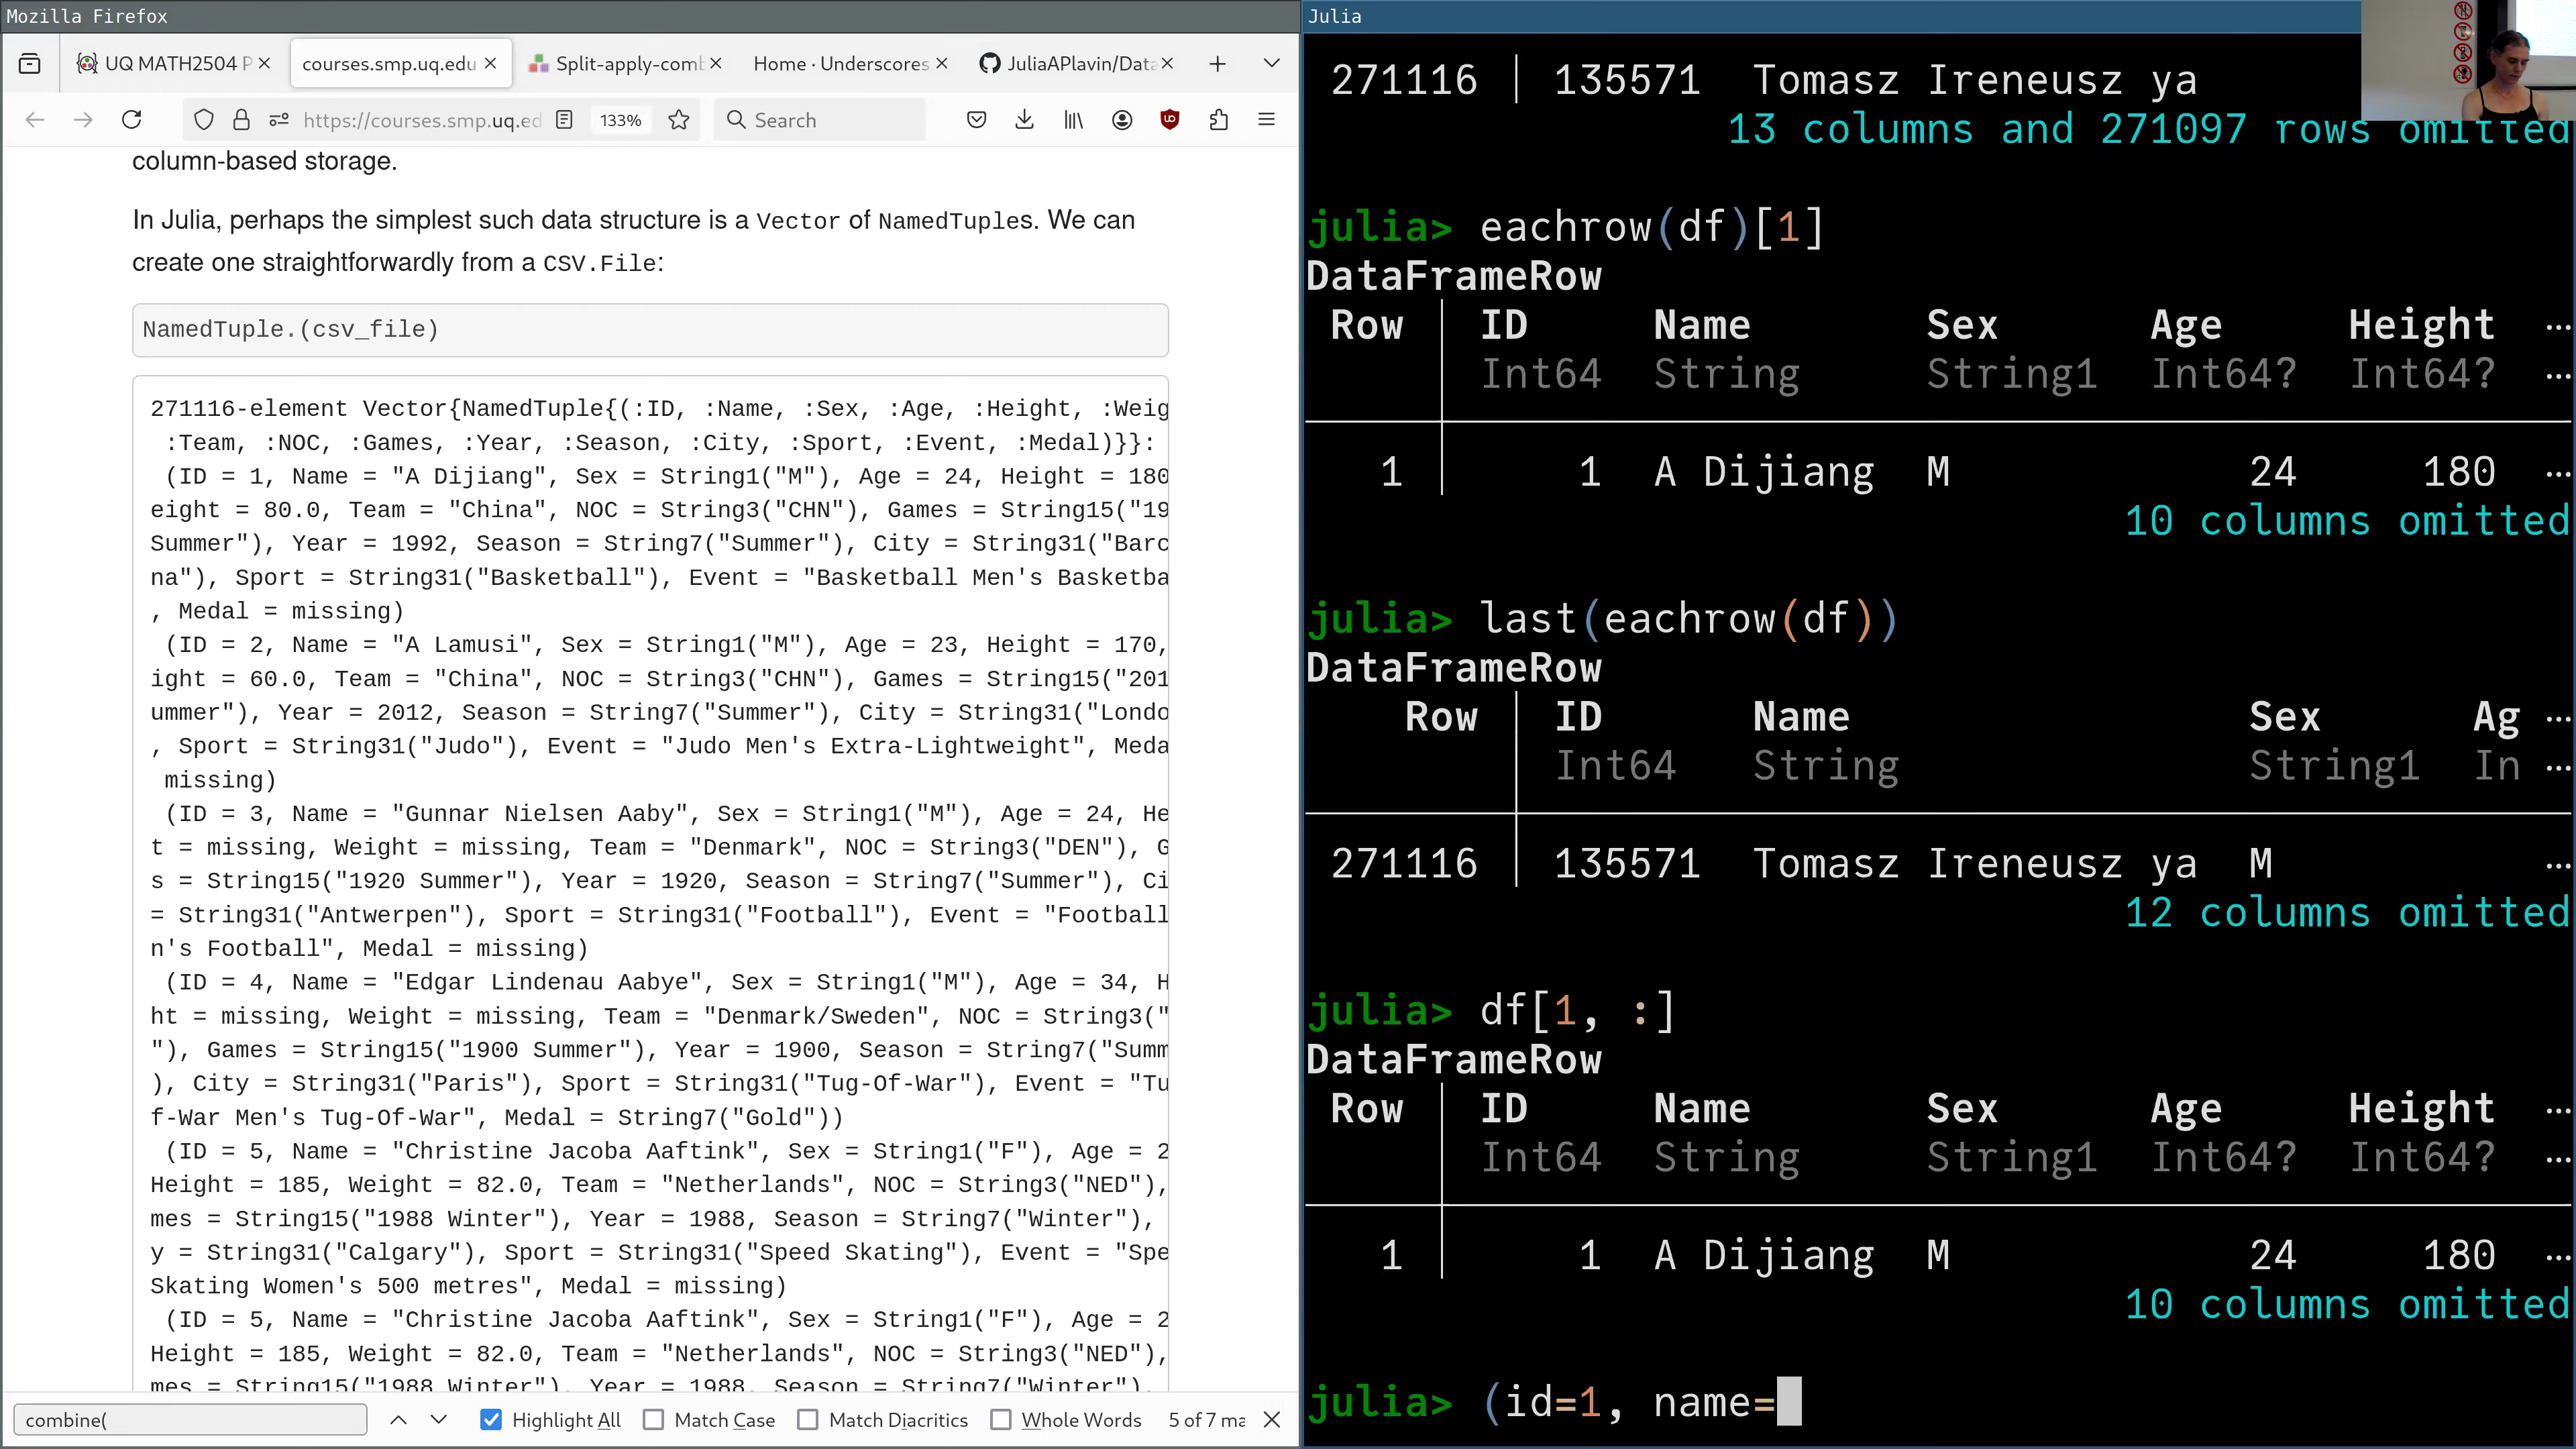 Mozilla Firefox
UQ MATH2504 P
courses.smp.uq.edu
Split-apply-comb
Home · Underscores.
JuliaAPlavin/Data
https://courses.smp.uq.ed
133%
Search
column-based storage.
In Julia, perhaps the simplest such data structure is a Vector of NamedTuples. We can
create one straightforwardly from a CSV.File:
NamedTuple.(csv_file)
271116-element Vector{NamedTuple{(:ID, :Name, :Sex, :Age, :Height, :Weig
:Team, :NOC, :Games, :Year, :Season, :City, :Sport, :Event, :Medal)}}:
(ID = 1, Name = "A Dijiang", Sex = String1("M"), Age = 24, Height = 180
eight = 80.0, Team = "China", NOC = String3("CHN"), Games = String15("19
Summer"), Year = 1992, Season = String7("Summer"), City = String31("Barc
na"), Sport = String31("Basketball"), Event = "Basketball Men's Basketba
, Medal = missing)
(ID = 2, Name = "A Lamusi", Sex = String1("M"), Age = 23, Height = 170,
ight = 60.0, Team = "China", NOC = String3("CHN"), Games = String15("201
ummer"), Year = 2012, Season = String7("Summer"), City = String31("Londo
, Sport = String31("Judo"), Event = "Judo Men's Extra-Lightweight", Meda
missing)
(ID = 3, Name = "Gunnar Nielsen Aaby", Sex = String1("M"), Age = 24, He
t = missing, Weight = missing, Team = "Denmark", NOC = String3("DEN"), G
s = String15("1920 Summer"), Year = 1920, Season = String7("Summer"), Ci
= String31("Antwerpen"), Sport = String31("Football"), Event = "Football
n's Football", Medal = missing)
(ID = 4, Name = "Edgar Lindenau Aabye", Sex = String1("M"), Age = 34, H
ht = missing, Weight = missing, Team = "Denmark/Sweden", NOC = String3("
"), Games = String15("1900 Summer"), Year = 1900, Season = String7("Summ
), City = String31("Paris"), Sport = String31("Tug-Of-War"), Event = "Tu
f-War Men's Tug-Of-War", Medal = String7("Gold"))
(ID = 5, Name = "Christine Jacoba Aaftink", Sex = String1("F"), Age = 2
Height = 185, Weight = 82.0, Team = "Netherlands", NOC = String3("NED"),
mes = String15("1988 Winter"), Year = 1988, Season = String7("Winter"),
y = String31("Calgary"), Sport = String31("Speed Skating"), Event = "Spe
Skating Women's 500 metres", Medal = missing)
(ID = 5, Name = "Christine Jacoba Aaftink", Sex = String1("F"), Age = 2
Height = 185, Weight = 82.0, Team = "Netherlands", NOC = String3("NED"),
mes = String15("1988 Winter"), Year = 1988, Season = String7("Winter"),
combine(
Highlight All
Match Case
Match Diacritics
Whole Words
5 of 7 ma
Julia
271116 135571 Tomasz Ireneusz ya
13 columns and 271097 rows omitted
julia> eachrow(df)[1]
DataFrameRow
Row ID Name Sex Age Height …
Int64 String String1 Int64? Int64? …
1 1 A Dijiang M 24 180 …
10 columns omitted
julia> last(eachrow(df))
DataFrameRow
Row ID Name Sex Ag …
Int64 String String1 In …
271116 135571 Tomasz Ireneusz ya M …
12 columns omitted
julia> df[1, :]
DataFrameRow
Row ID Name Sex Age Height …
Int64 String String1 Int64? Int64? …
1 1 A Dijiang M 24 180 …
10 columns omitted
julia> (id=1, name=